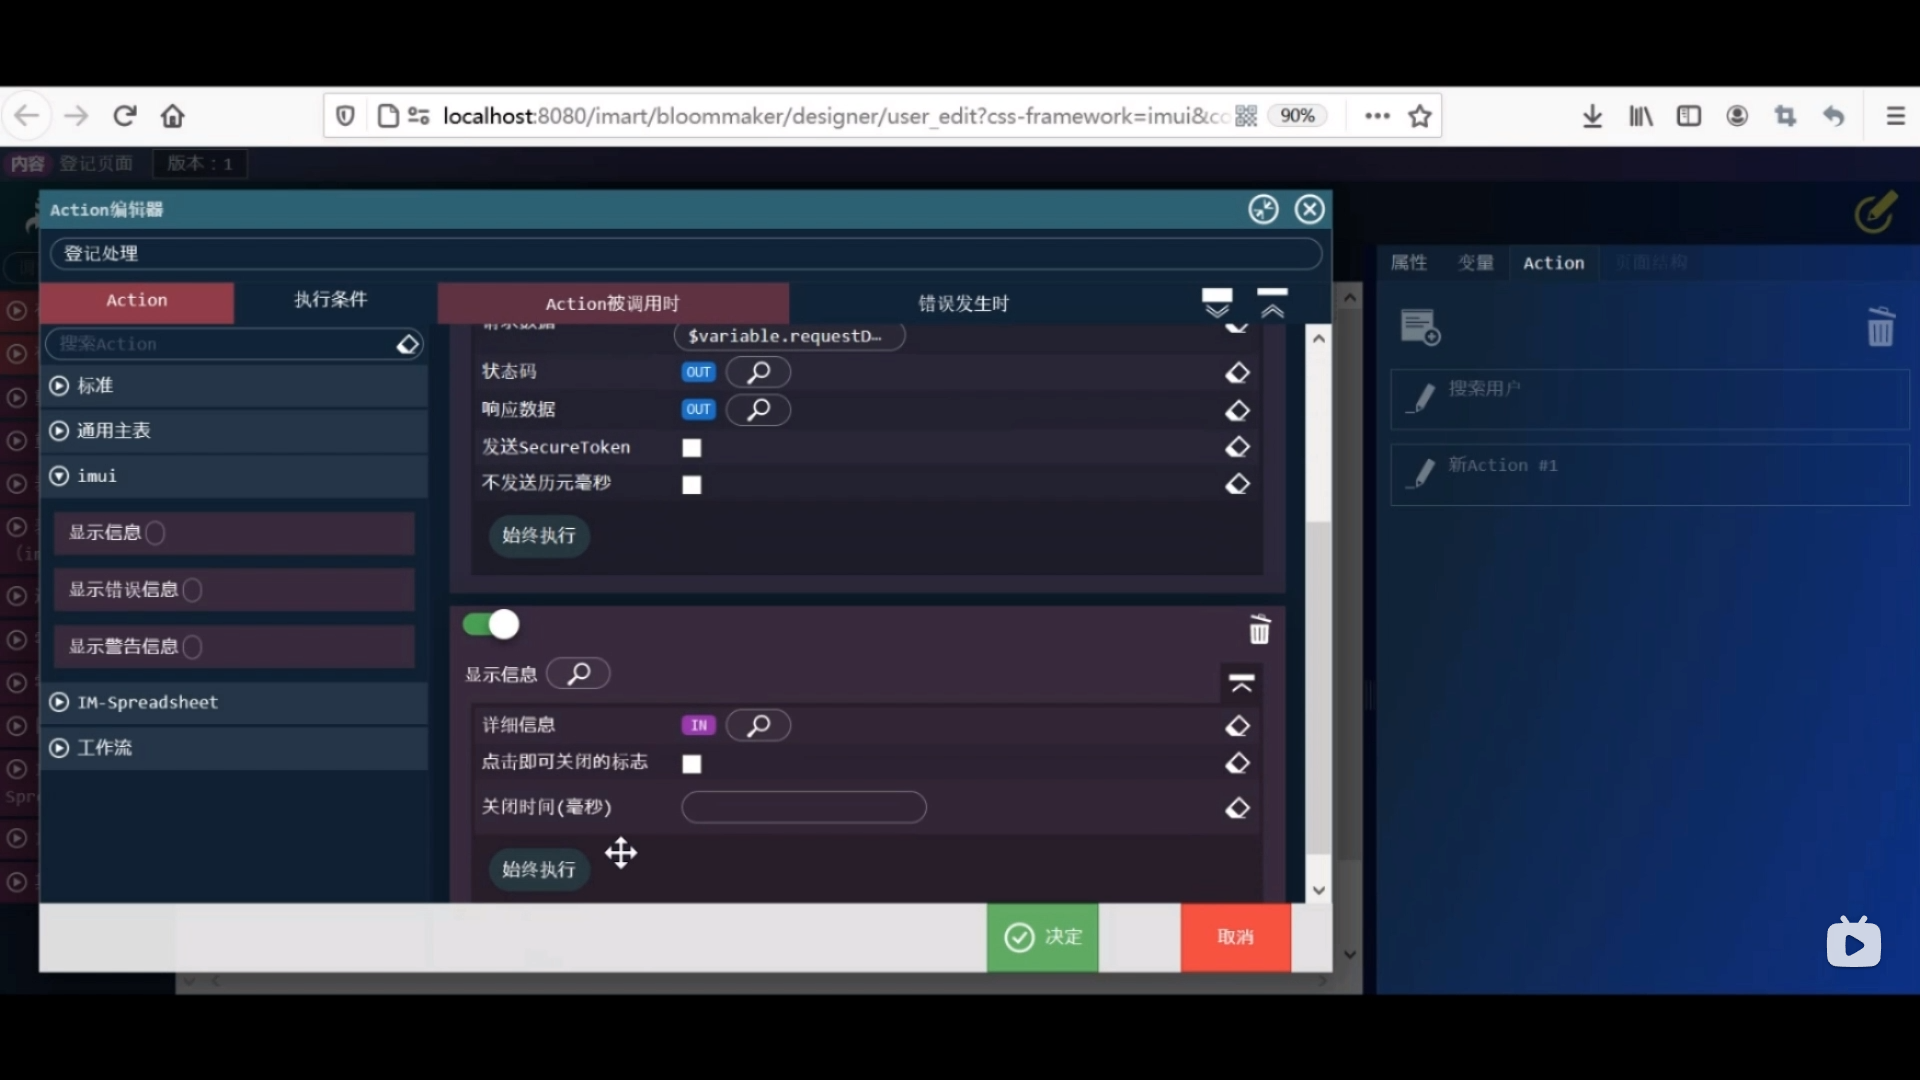 localhost:8080/imart/bloommaker/designer/user_edit?css-framework=imui&co
90%
内容 登记页面 版本：1
Action编辑器
登记处理
Action 执行条件 Action被调用时 错误发生时
属性 变量 Action 页面结构
搜索Action
请求数据 $variable.requestD…
标准
状态码 OUT
搜索用户
响应数据 OUT
通用主表
发送SecureToken
新Action #1
imui
不发送历元毫秒
显示信息
始终执行
显示错误信息
显示警告信息
显示信息
IM-Spreadsheet
详细信息 IN
工作流
点击即可关闭的标志
关闭时间(毫秒)
始终执行
决定 取消